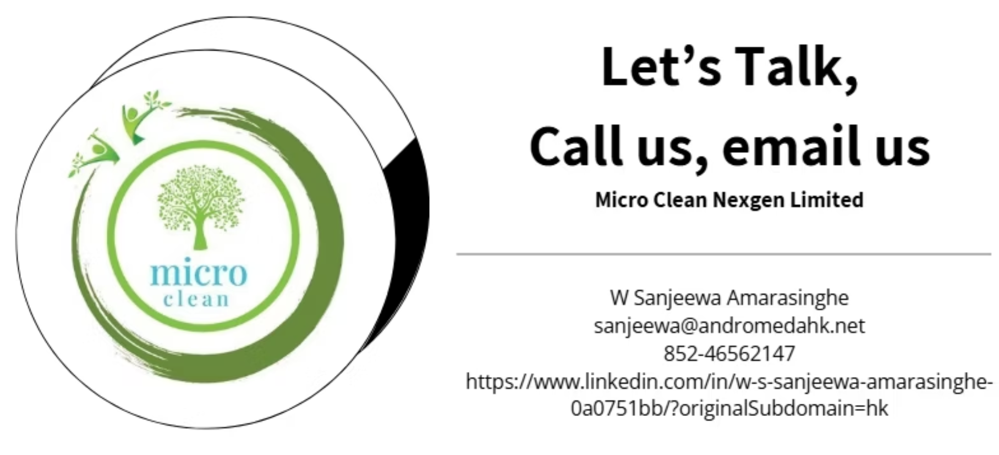 micro
clean
Let’s Talk,
Call us, email us
Micro Clean Nexgen Limited
W Sanjeewa Amarasinghe
sanjeewa@andromedahk.net
852-46562147
https://www.linkedin.com/in/w-s-sanjeewa-amarasinghe-
0a0751bb/?originalSubdomain=hk